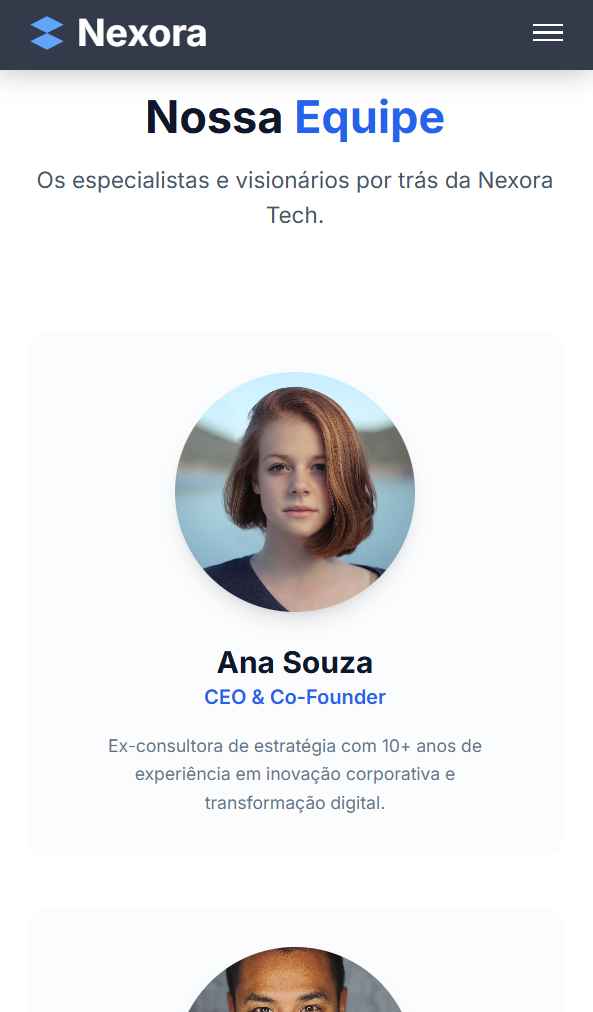 Nexora
Nossa Equipe
Os especialistas e visionários por trás da Nexora
Tech.
Ana Souza
CEO & Co-Founder
Ex-consultora de estratégia com 10+ anos de
experiência em inovação corporativa e
transformação digital.